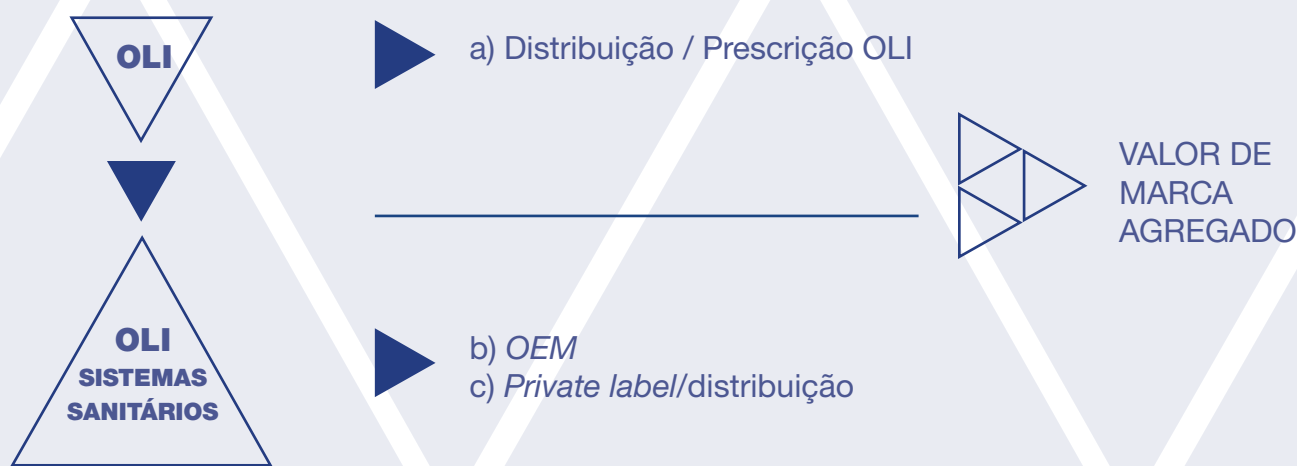 OLI
a) Distribuição / Prescrição OLI
VALOR DE
MARCA
AGREGADO
OLI
SISTEMAS
SANITÁRIOS
b) OEM
c) Private label/distribuição